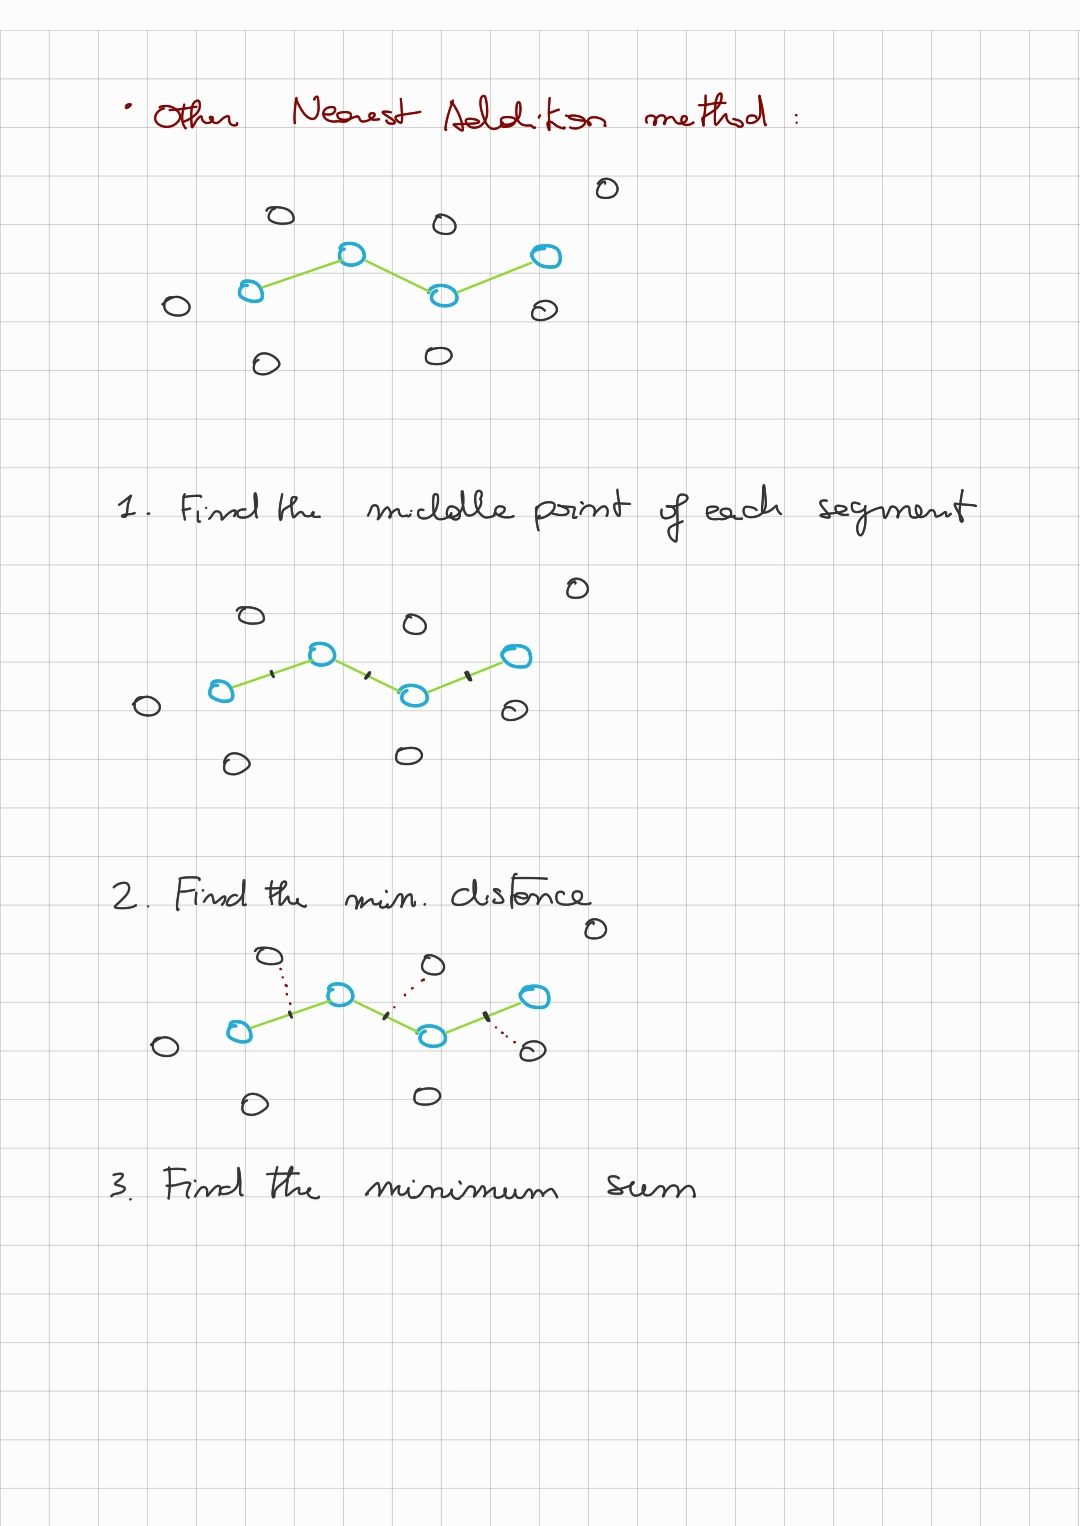 • Other Nearest Addition method :
1. Find the middle point of each segment
2. Find the min. distance
3. Find the minimum sum